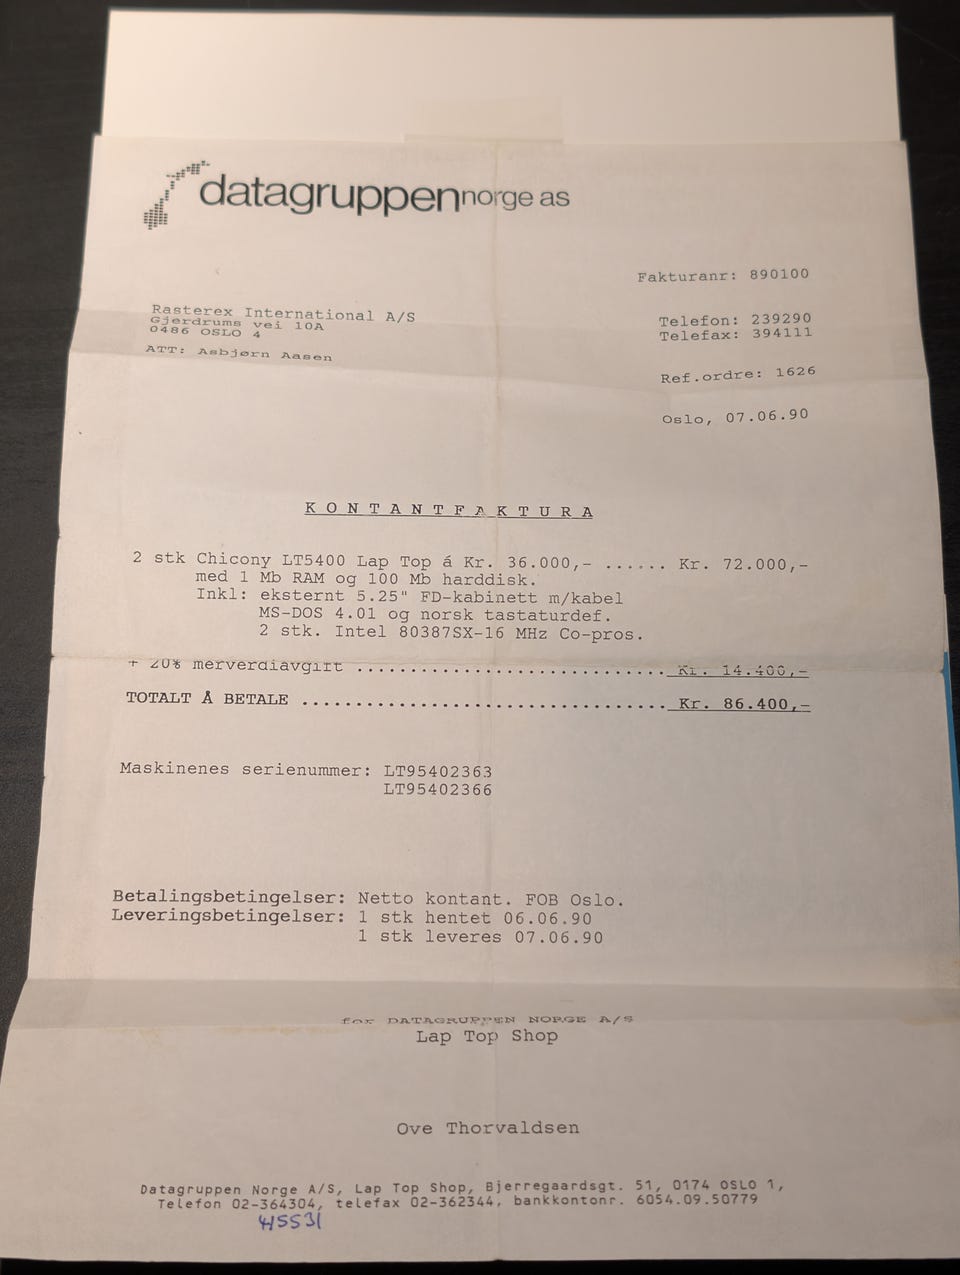 datagruppen norge as
Fakturanr: 890100
Rasterex International A/S
Gjerdrums vei 10A
0486 OSLO 4
ATT: Asbjørn Aasen
Telefon: 239290
Telefax: 394111
Ref.ordre: 1626
Oslo, 07.06.90
KONTANTFAKTURA
2 stk Chicony LT5400 Lap Top á Kr. 36.000,- ...... Kr. 72.000,-
med 1 Mb RAM og 100 Mb harddisk.
Inkl: eksternt 5.25" FD-kabinett m/kabel
MS-DOS 4.01 og norsk tastaturdef.
2 stk. Intel 80387SX-16 MHz Co-pros.
+ 20% merverdiavgift ............................. Kr. 14.400,-
TOTALT Å BETALE .................................. Kr. 86.400,-
Maskinenes serienummer: LT95402363
LT95402366
Betalingsbetingelser: Netto kontant. FOB Oslo.
Leveringsbetingelser: 1 stk hentet 06.06.90
1 stk leveres 07.06.90
for DATAGRUPPEN NORGE A/S
Lap Top Shop
Ove Thorvaldsen
Datagruppen Norge A/S, Lap Top Shop, Bjerregaardsgt. 51, 0174 OSLO 1,
Telefon 02-364304, telefax 02-362344, bankkontonr. 6054.09.50779
45531